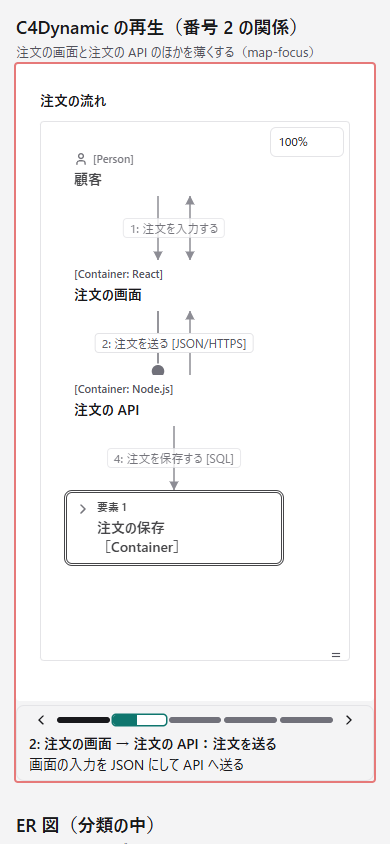 C4Dynamic の再生（番号 2 の関係）
注文の画面と注文の API のほかを薄くする（map-focus）
注文の流れ
100%
[Person]
顧客
1: 注文を入力する
[Container: React]
注文の画面
2: 注文を送る [JSON/HTTPS]
[Container: Node.js]
注文の API
4: 注文を保存する [SQL]
要素 1
注文の保存
［Container］
2: 注文の画面 → 注文の API：注文を送る
画面の入力を JSON にして API へ送る
ER 図（分類の中）